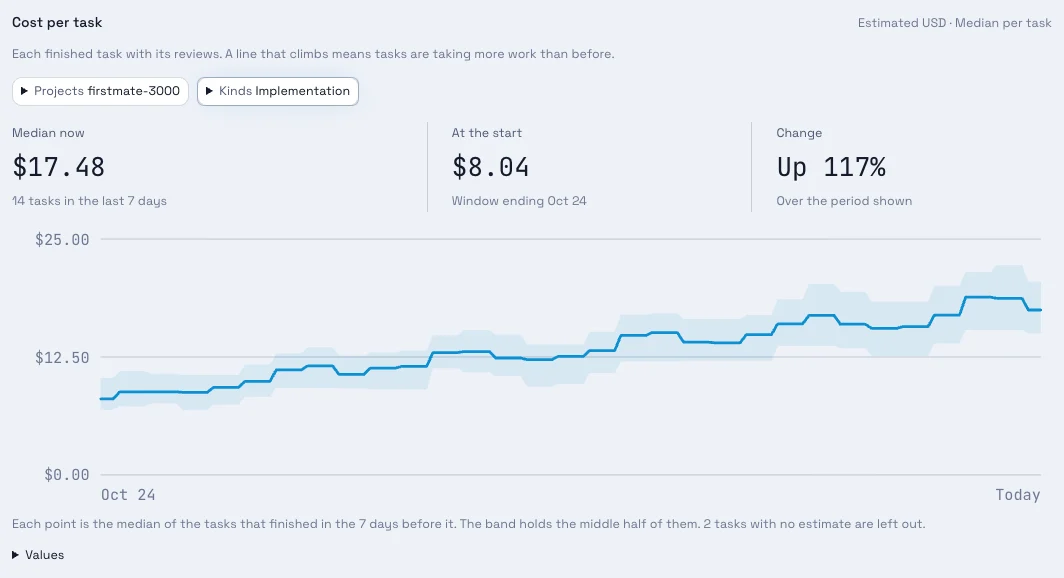 Cost per task
Estimated USD · Median per task
Each finished task with its reviews. A line that climbs means tasks are taking more work than before.
Projects firstmate-3000
Kinds Implementation
Median now
$17.48
14 tasks in the last 7 days
At the start
$8.04
Window ending Oct 24
Change
Up 117%
Over the period shown
$25.00
$12.50
$0.00
Oct 24
Today
Each point is the median of the tasks that finished in the 7 days before it. The band holds the middle half of them. 2 tasks with no estimate are left out.
Values